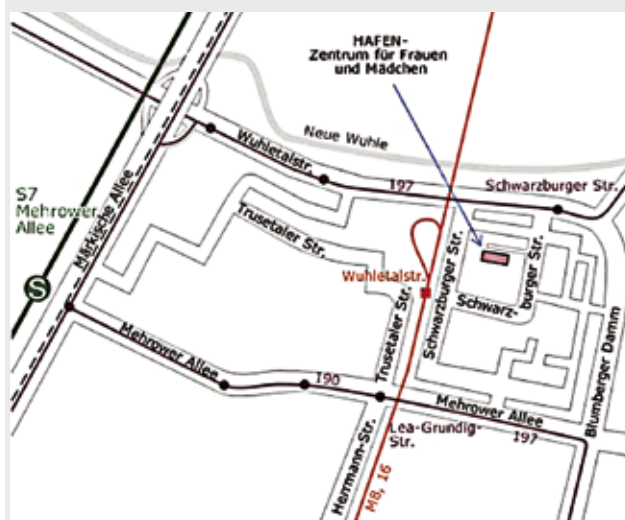 HAFEN-
Zentrum für Frauen
und Mädchen
Neue Wuhle
Wuhletalstr.
197
Schwarzburger Str.
S7
Mehrower
Allee
Märkische Allee
Trusetaler Str.
Trusetaler Str.
Wuhletalstr.
Schwarzburger Str.
Schwarz-
burger Str.
S
Blumberger Damm
Mehrower Allee
190
Mehrower Allee
197
Lea-Grundig-
Str.
Herrmann-Str.
M8, 16